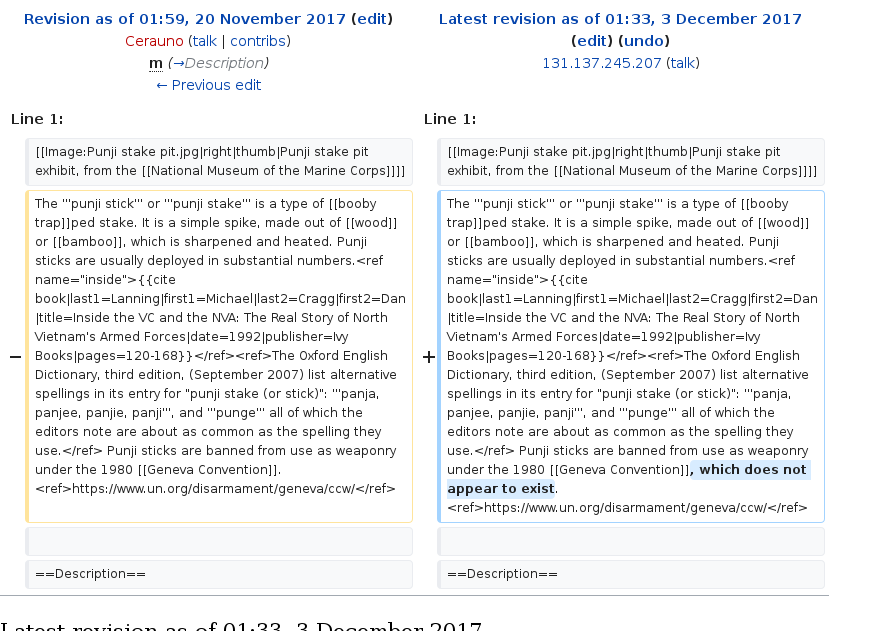 Revision as of 01:59, 20 November 2017 (edit)
Cerauno (talk | contribs)
m (→Description)
← Previous edit
Latest revision as of 01:33, 3 December 2017
(edit) (undo)
131.137.245.207 (talk)
Line 1:
Line 1:
[[Image:Punji stake pit.jpg|right|thumb|Punji stake pit
exhibit, from the [[National Museum of the Marine Corps]]]]
[[Image:Punji stake pit.jpg|right|thumb|Punji stake pit
exhibit, from the [[National Museum of the Marine Corps]]]]
−
The '''punji stick''' or '''punji stake''' is a type of [[booby
trap]]ped stake. It is a simple spike, made out of [[wood]]
or [[bamboo]], which is sharpened and heated. Punji
sticks are usually deployed in substantial numbers.<ref
name="inside">{{cite
book|last1=Lanning|first1=Michael|last2=Cragg|first2=Dan
|title=Inside the VC and the NVA: The Real Story of North
Vietnam's Armed Forces|date=1992|publisher=Ivy
Books|pages=120-168}}</ref><ref>The Oxford English
Dictionary, third edition, (September 2007) list alternative
spellings in its entry for "punji stake (or stick)": '''panja,
panjee, panjie, panji''', and '''punge''' all of which the
editors note are about as common as the spelling they
use.</ref> Punji sticks are banned from use as weaponry
under the 1980 [[Geneva Convention]].
<ref>https://www.un.org/disarmament/geneva/ccw/</ref>
+
The '''punji stick''' or '''punji stake''' is a type of [[booby
trap]]ped stake. It is a simple spike, made out of [[wood]]
or [[bamboo]], which is sharpened and heated. Punji
sticks are usually deployed in substantial numbers.<ref
name="inside">{{cite
book|last1=Lanning|first1=Michael|last2=Cragg|first2=Dan
|title=Inside the VC and the NVA: The Real Story of North
Vietnam's Armed Forces|date=1992|publisher=Ivy
Books|pages=120-168}}</ref><ref>The Oxford English
Dictionary, third edition, (September 2007) list alternative
spellings in its entry for "punji stake (or stick)": '''panja,
panjee, panjie, panji''', and '''punge''' all of which the
editors note are about as common as the spelling they
use.</ref> Punji sticks are banned from use as weaponry
under the 1980 [[Geneva Convention]], which does not
appear to exist.
<ref>https://www.un.org/disarmament/geneva/ccw/</ref>
==Description==
==Description==
Latest revision as of 01:33, 3 December 2017